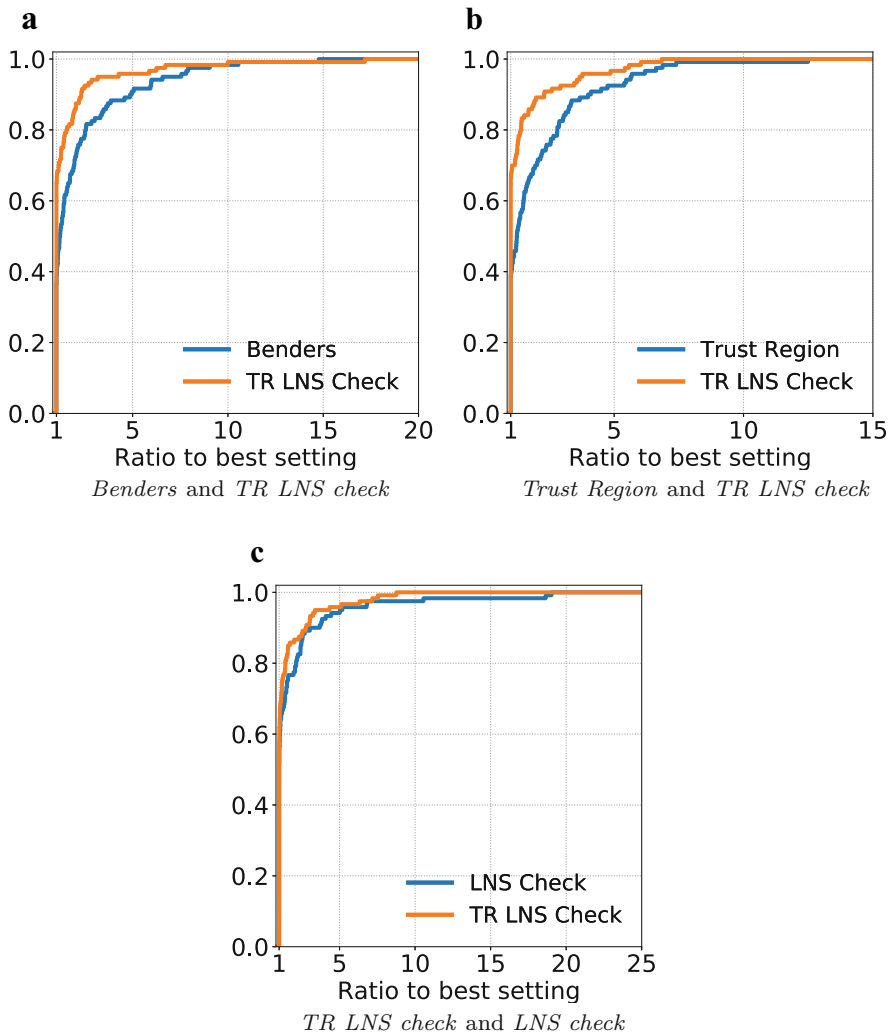 a
1.0
0.8
0.6
0.4
0.2
0.0
Benders
TR LNS Check
1 5 10 15 20
Ratio to best setting
Benders and TR LNS check
b
1.0
0.8
0.6
0.4
0.2
0.0
Trust Region
TR LNS Check
1 5 10 15
Ratio to best setting
Trust Region and TR LNS check
c
1.0
0.8
0.6
0.4
0.2
0.0
LNS Check
TR LNS Check
1 5 10 15 20 25
Ratio to best setting
TR LNS check and LNS check